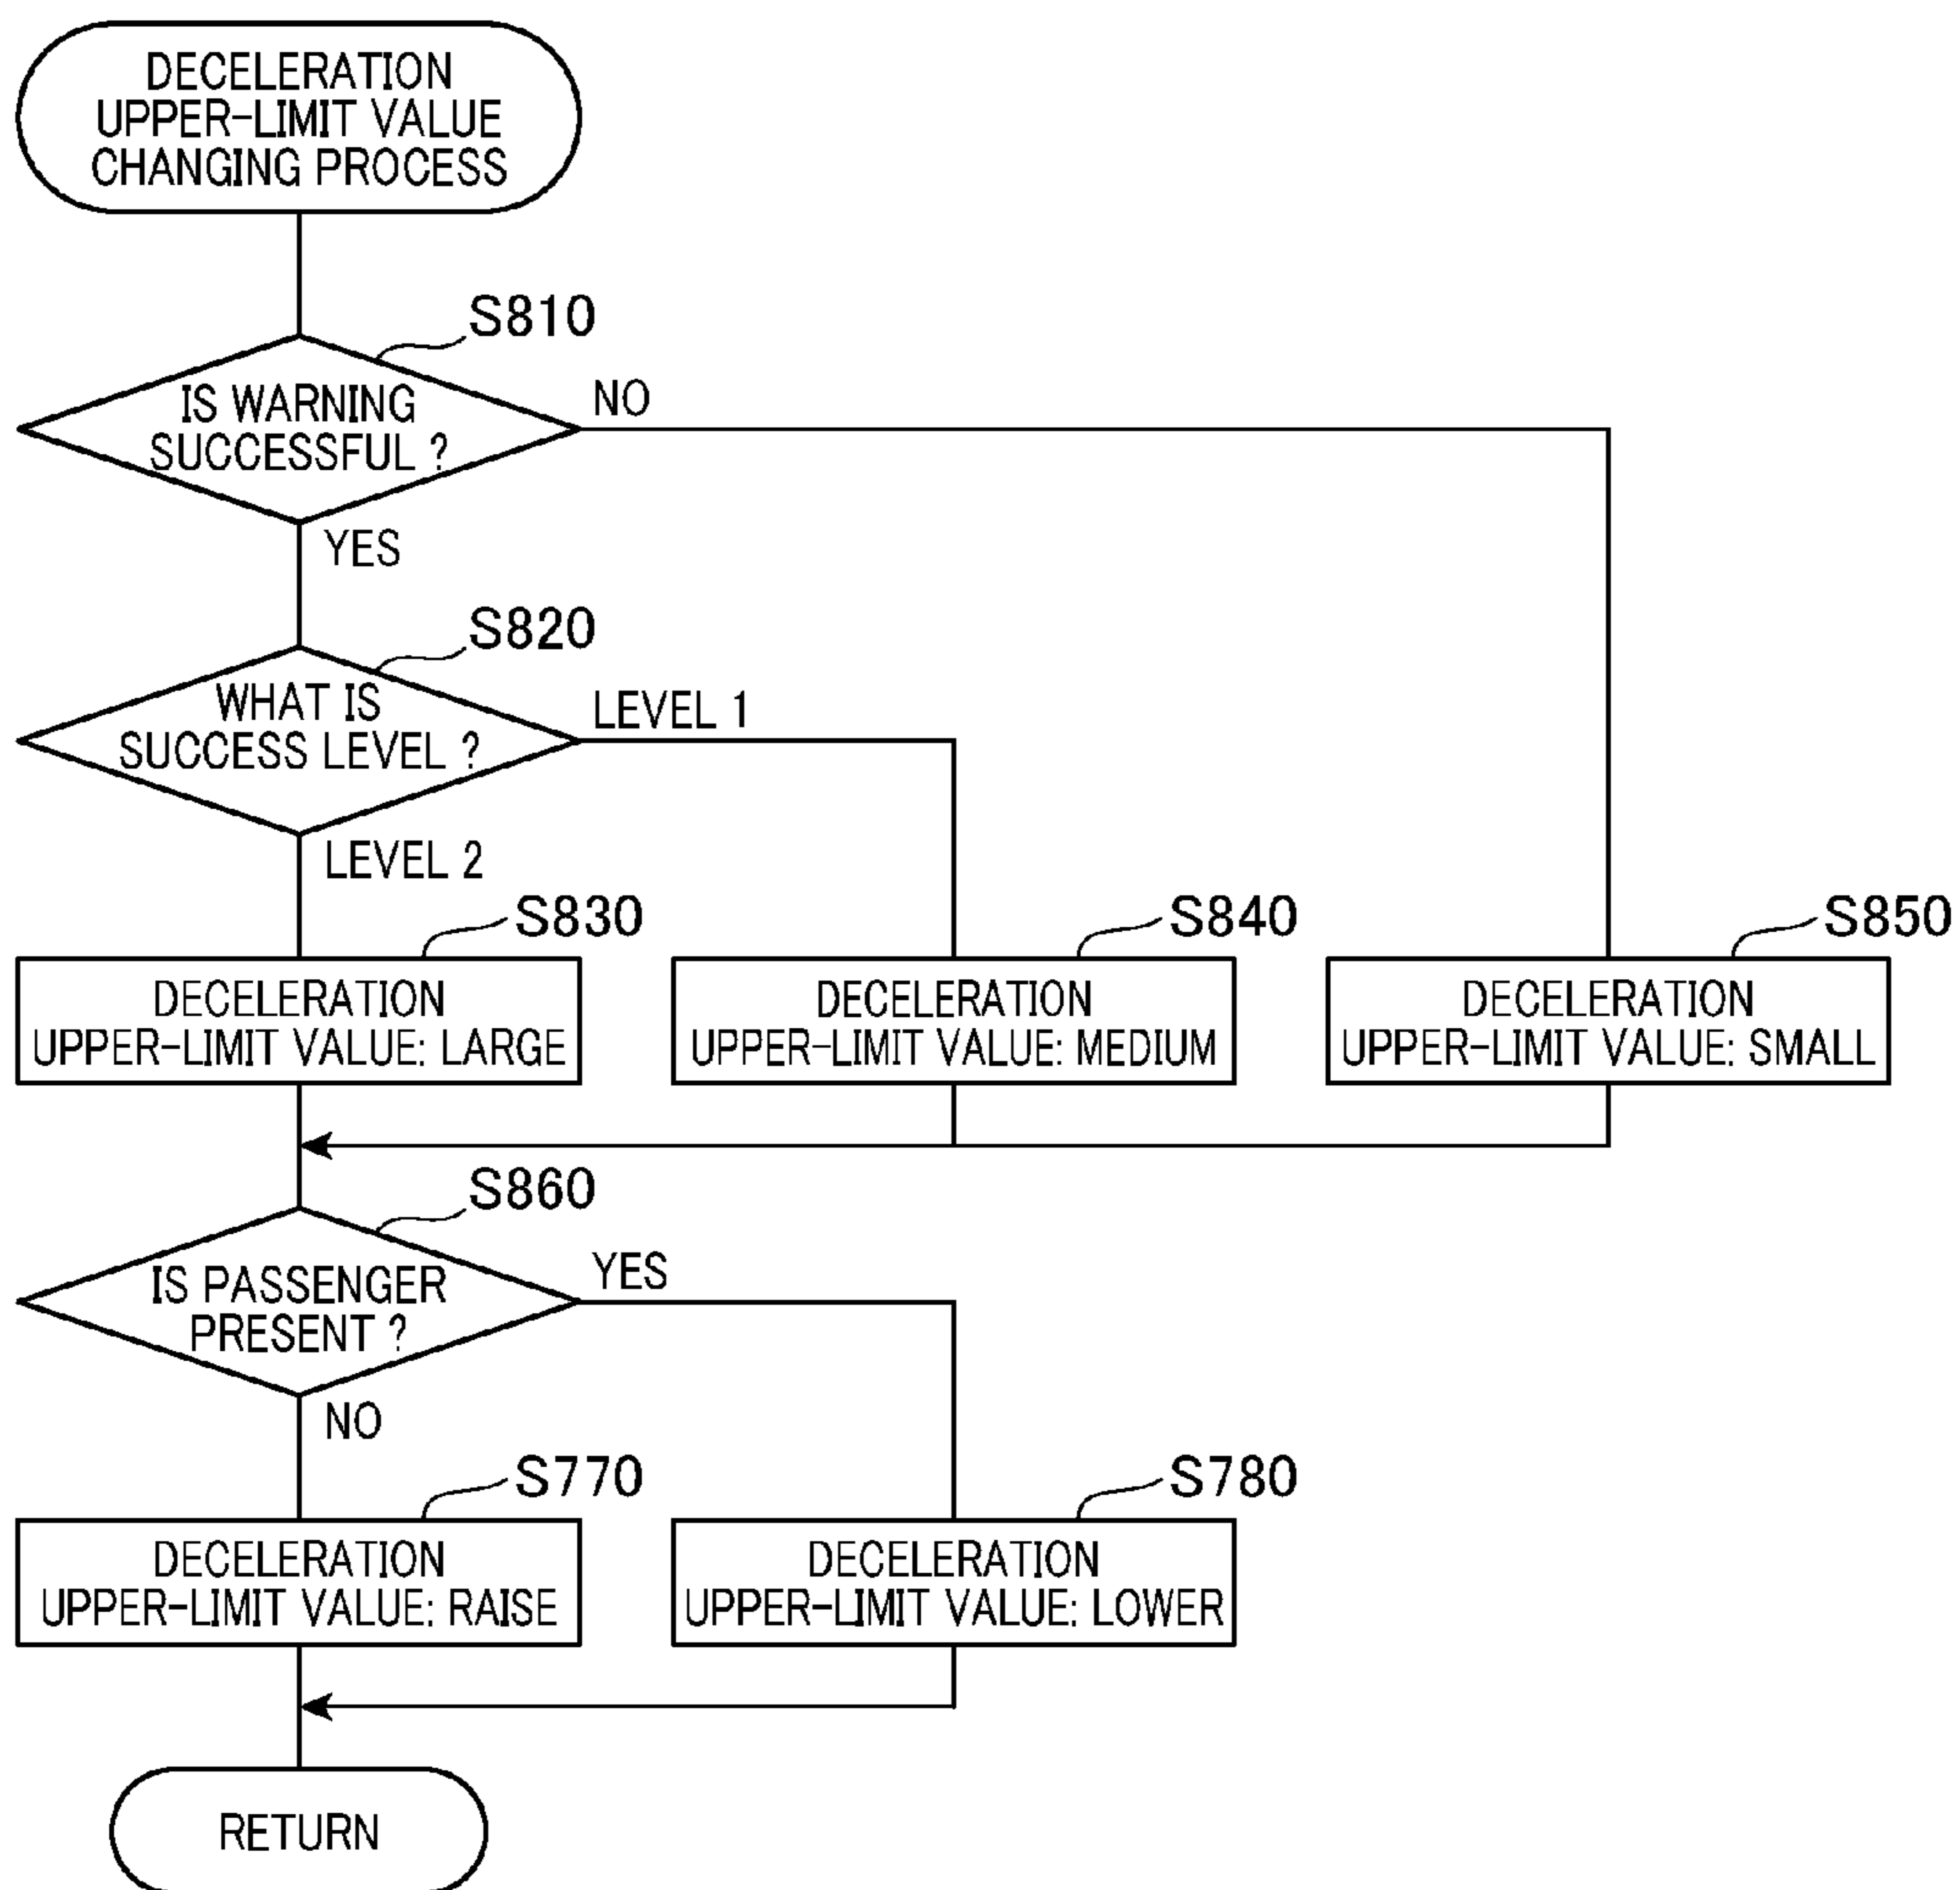 DECELERATION
UPPER-LIMIT VALUE
CHANGING PROCESS
S810
IS WARNING
SUCCESSFUL ?
NO
YES
S820
WHAT IS
SUCCESS LEVEL ?
LEVEL 1
LEVEL 2
S830
DECELERATION
UPPER-LIMIT VALUE: LARGE
S840
DECELERATION
UPPER-LIMIT VALUE: MEDIUM
S850
DECELERATION
UPPER-LIMIT VALUE: SMALL
S860
IS PASSENGER
PRESENT ?
YES
NO
S770
DECELERATION
UPPER-LIMIT VALUE: RAISE
S780
DECELERATION
UPPER-LIMIT VALUE: LOWER
RETURN